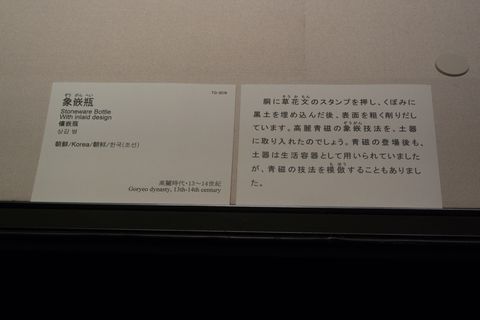 ぞう がん へい
象嵌瓶
Stoneware Bottle
With inlaid design
상감 병
朝鮮/Korea/朝鲜/한국(조선)
高麗時代・13～14世紀
Goryeo dynasty, 13th-14th century
胴に草花文のスタンプを押し、くぼみに
黒土を埋め込んだ後、表面を粗く削りだし
ています。高麗青磁の象嵌技法を、土器
に取り入れたのでしょう。青磁の登場後も、
土器は生活容器として用いられていました
が、青磁の技法を模倣することもありまし
た。